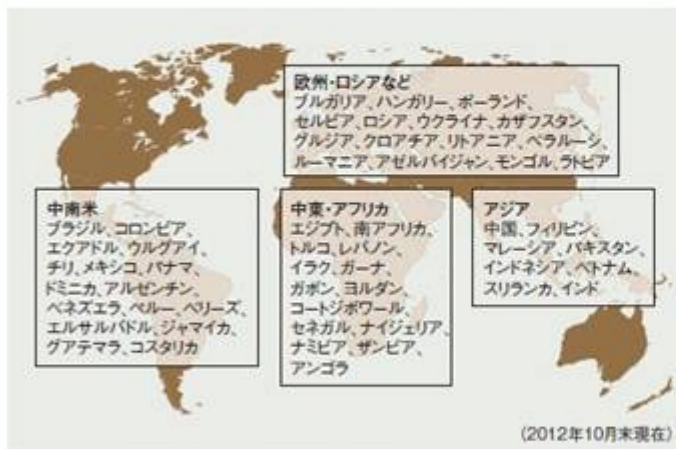 欧州・ロシアなど
ブルガリア、ハンガリー、ポーランド、
セルビア、ロシア、ウクライナ、カザフスタン、
グルジア、クロアチア、リトアニア、ベラルーシ、
ルーマニア、アゼルバイジャン、モンゴル、ラトビア
中南米
ブラジル、コロンビア、
エクアドル、ウルグアイ、
チリ、メキシコ、パナマ、
ドミニカ、アルゼンチン、
ベネズエラ、ペルー、ベリーズ、
エルサルバドル、ジャマイカ、
グアテマラ、コスタリカ
中東・アフリカ
エジプト、南アフリカ、
トルコ、レバノン、
イラク、ガーナ、
ガボン、ヨルダン、
コートジボワール、
セネガル、ナイジェリア、
ナミビア、ザンビア、
アンゴラ
アジア
中国、フィリピン、
マレーシア、パキスタン、
インドネシア、ベトナム、
スリランカ、インド
（2012年10月末現在）